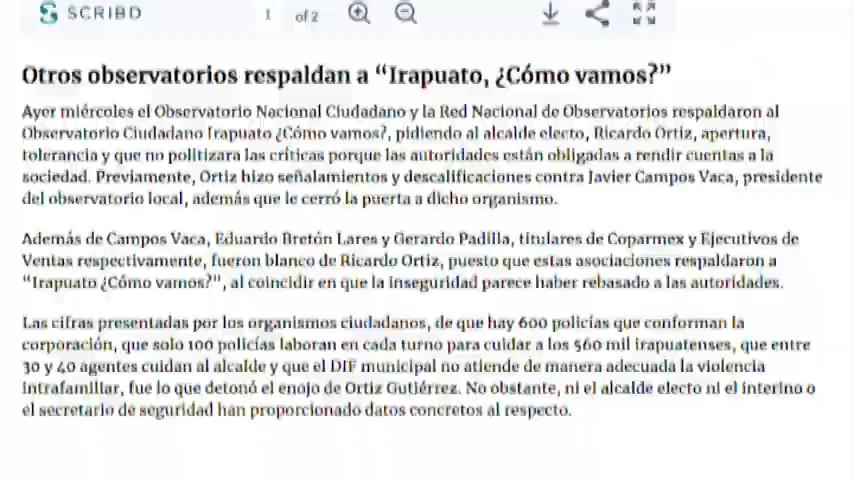 SCRIBD
1 of 2
Otros observatorios respaldan a “Irapuato, ¿Cómo vamos?”
Ayer miércoles el Observatorio Nacional Ciudadano y la Red Nacional de Observatorios respaldaron al
Observatorio Ciudadano Irapuato ¿Cómo vamos?, pidiendo al alcalde electo, Ricardo Ortiz, apertura,
tolerancia y que no politizara las críticas porque las autoridades están obligadas a rendir cuentas a la
sociedad. Previamente, Ortiz hizo señalamientos y descalificaciones contra Javier Campos Vaca, presidente
del observatorio local, además que le cerró la puerta a dicho organismo.
Además de Campos Vaca, Eduardo Bretón Lares y Gerardo Padilla, titulares de Coparmex y Ejecutivos de
Ventas respectivamente, fueron blanco de Ricardo Ortiz, puesto que estas asociaciones respaldaron a
“Irapuato ¿Cómo vamos?”, al coincidir en que la inseguridad parece haber rebasado a las autoridades.
Las cifras presentadas por los organismos ciudadanos, de que hay 600 policías que conforman la
corporación, que solo 100 policías laboran en cada turno para cuidar a los 560 mil irapuatenses, que entre
30 y 40 agentes cuidan al alcalde y que el DIF municipal no atiende de manera adecuada la violencia
intrafamiliar, fue lo que detonó el enojo de Ortiz Gutiérrez. No obstante, ni el alcalde electo ni el interino o
el secretario de seguridad han proporcionado datos concretos al respecto.